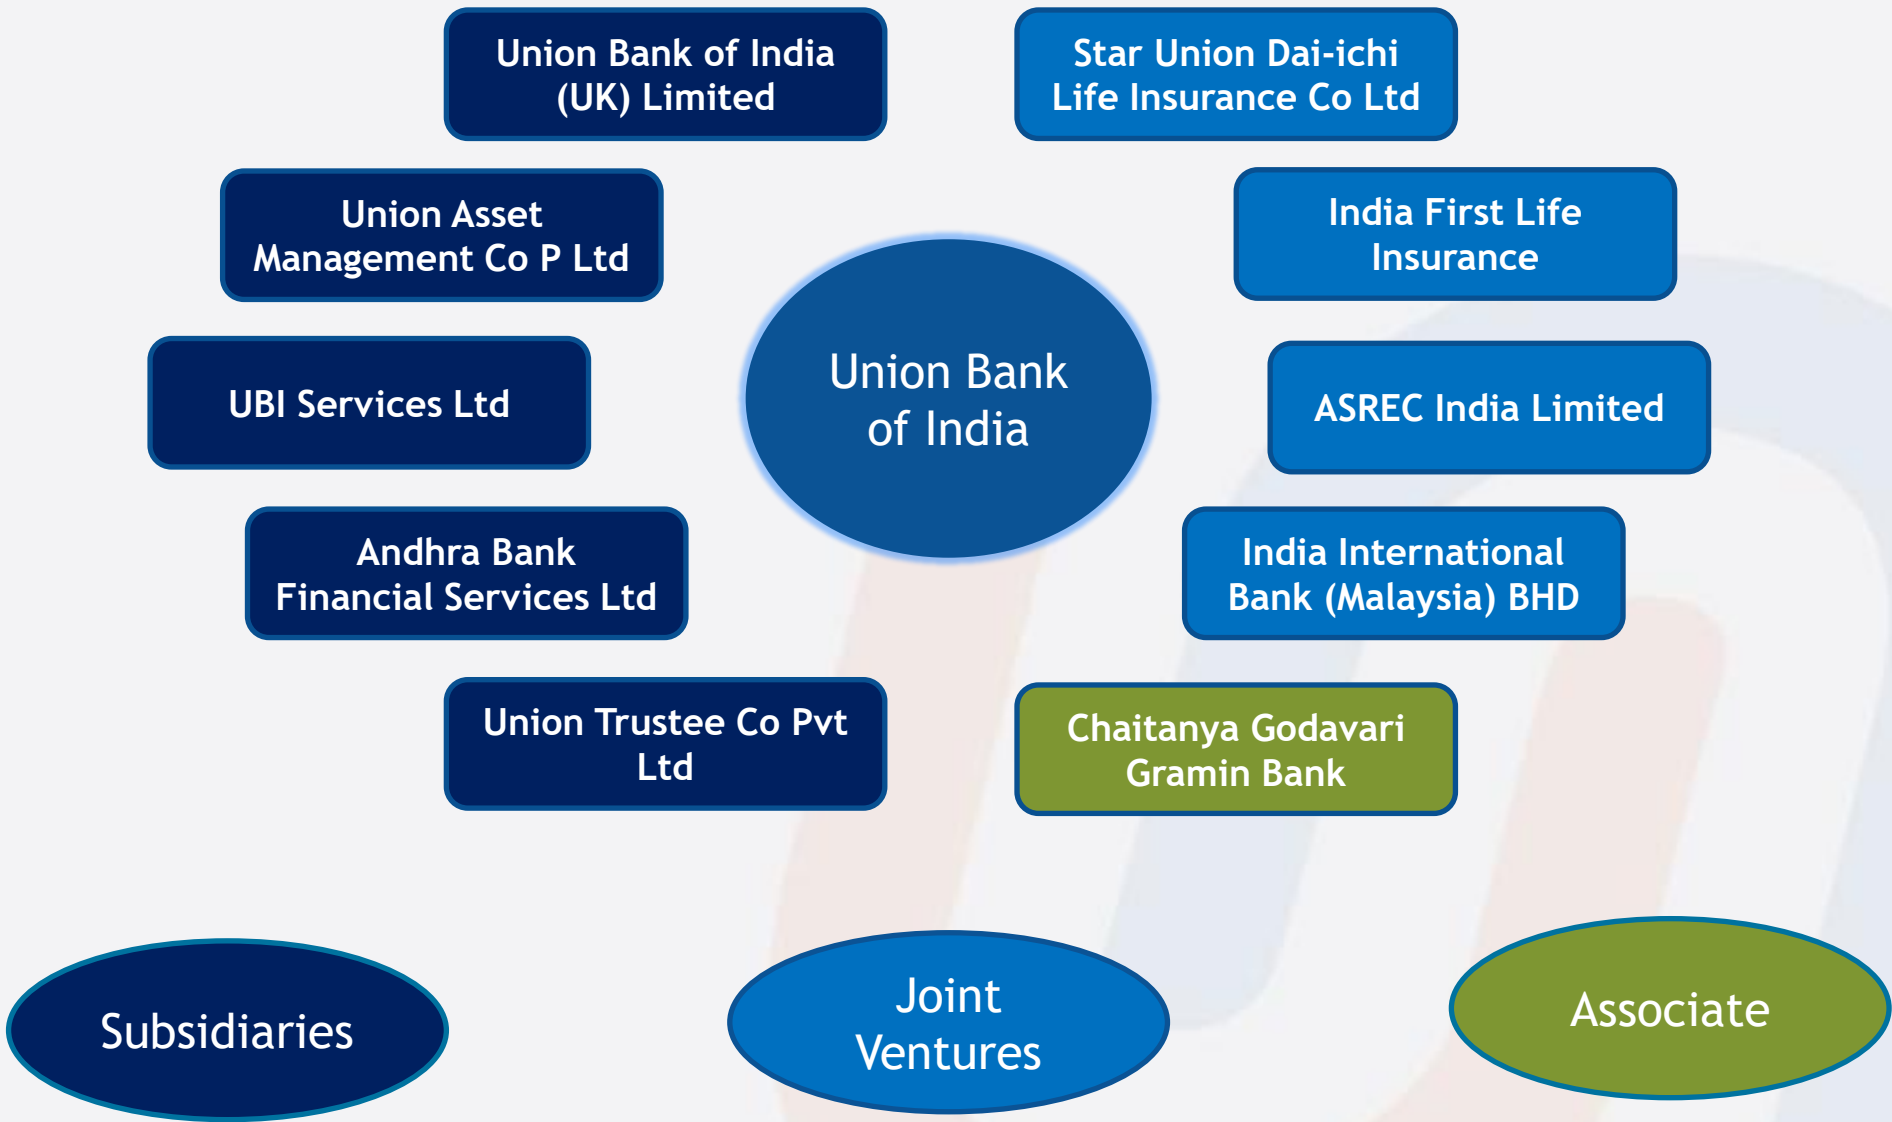 Union Bank of India
(UK) Limited
Star Union Dai-ichi
Life Insurance Co Ltd
Union Asset
Management Co P Ltd
India First Life
Insurance
UBI Services Ltd
Union Bank
of India
ASREC India Limited
Andhra Bank
Financial Services Ltd
India International
Bank (Malaysia) BHD
Union Trustee Co Pvt
Ltd
Chaitanya Godavari
Gramin Bank
Subsidiaries
Joint
Ventures
Associate